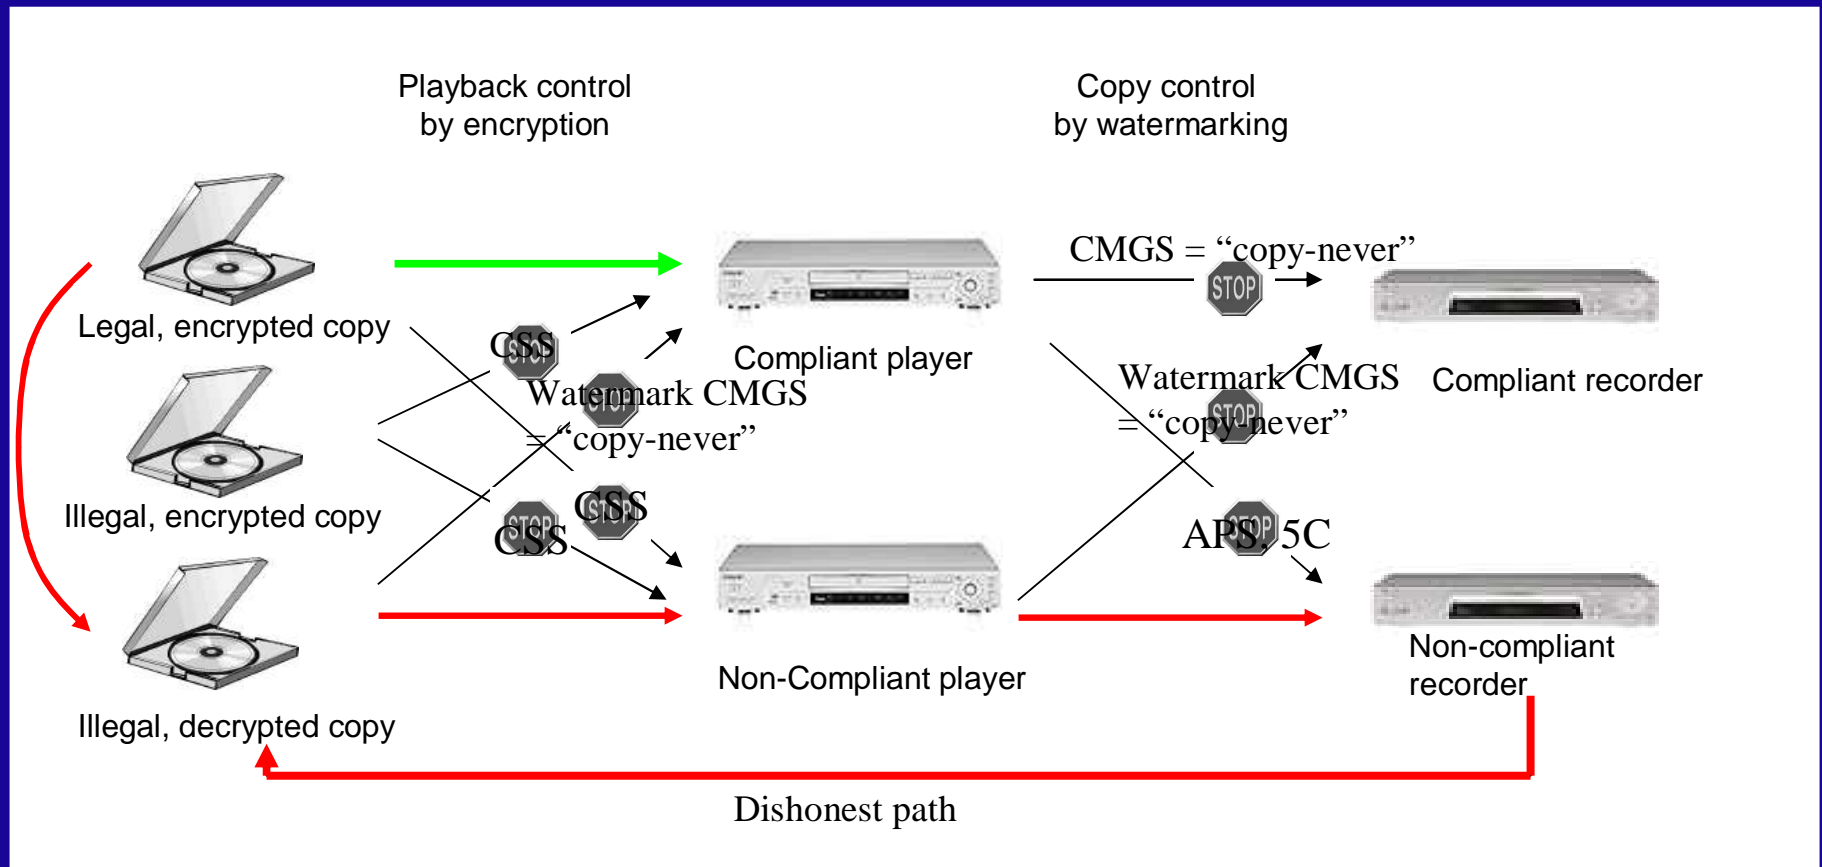 Playback control
by encryption
Copy control
by watermarking
CMGS = “copy-never”
STOP
Legal, encrypted copy
CSS
STOP
Compliant player
Watermark CMGS
= “copy-never”
STOP
Watermark CMGS
= “copy-never”
STOP
Compliant recorder
Illegal, encrypted copy
CSS
STOP
CSS
STOP
APS, 5C
STOP
Non-Compliant player
Non-compliant
recorder
Illegal, decrypted copy
Dishonest path